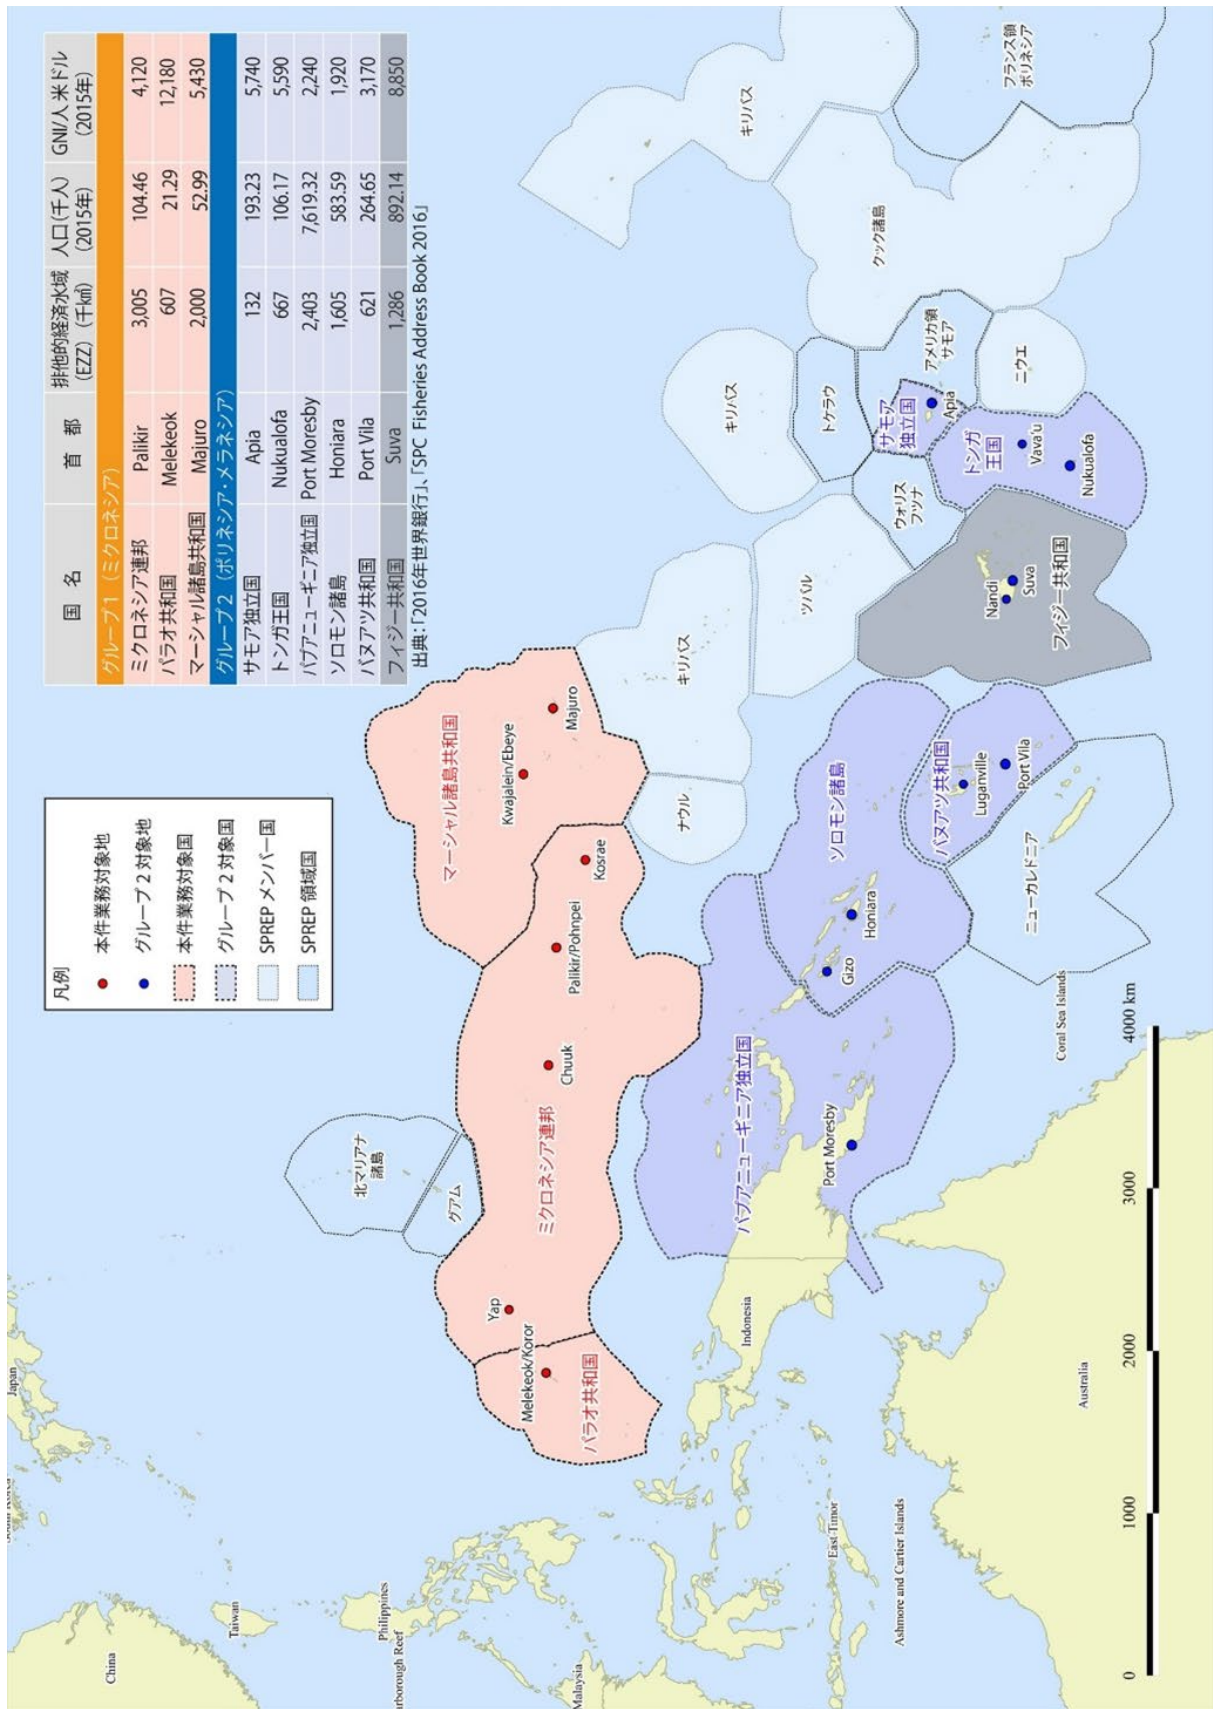 国 名 首 都 排他的経済水域(EZZ)(千㎢) 人口(千人)(2015年) GNI/人 米ドル(2015年)
グループ1(ミクロネシア)
ミクロネシア連邦 Palikir 3,005 104.46 4,120
パラオ共和国 Melekeok 607 21.29 12,180
マーシャル諸島共和国 Majuro 2,000 52.99 5,430
グループ2(ポリネシア・メラネシア)
サモア独立国 Apia 132 193.23 5,740
トンガ王国 Nukualofa 667 106.17 5,590
パプアニューギニア独立国 Port Moresby 2,403 7,619.32 2,240
ソロモン諸島 Honiara 1,605 583.59 1,920
バヌアツ共和国 Port Vila 621 264.65 3,170
フィジー共和国 Suva 1,286 892.14 8,850
出典:「2016年世界銀行」、「SPC Fisheries Address Book 2016」
凡例
本件業務対象地
グループ2対象地
本件業務対象国
グループ2対象国
SPREP メンバー国
SPREP 領域国
Japan
China
Taiwan
Philippines
arborough Reef
Malaysia
北マリアナ
諸島
グアム
マーシャル諸島共和国
Kwajalein/Ebeye
Majuro
Yap
Melekeok/Koror
パラオ共和国
ミクロネシア連邦
Chuuk
Palikir/Pohnpei
Kosrae
ナウル
キリバス
キリバス
キリバス
ツバル
トケラウ
ウォリス
フツナ
サモア
独立国
Apia
アメリカ領
サモア
クック諸島
フランス領
ポリネシア
ニウエ
トンガ
王国
Vava'u
Nukualofa
Nandi
Suva
フィジー共和国
パプアニューギニア独立国
Port Moresby
ソロモン諸島
Gizo
Honiara
バヌアツ共和国
Luganville
Port Vila
ニューカレドニア
Coral Sea Islands
Indonesia
East-Timor
Ashmore and Cartier Islands
Australia
0 1000 2000 3000 4000 km